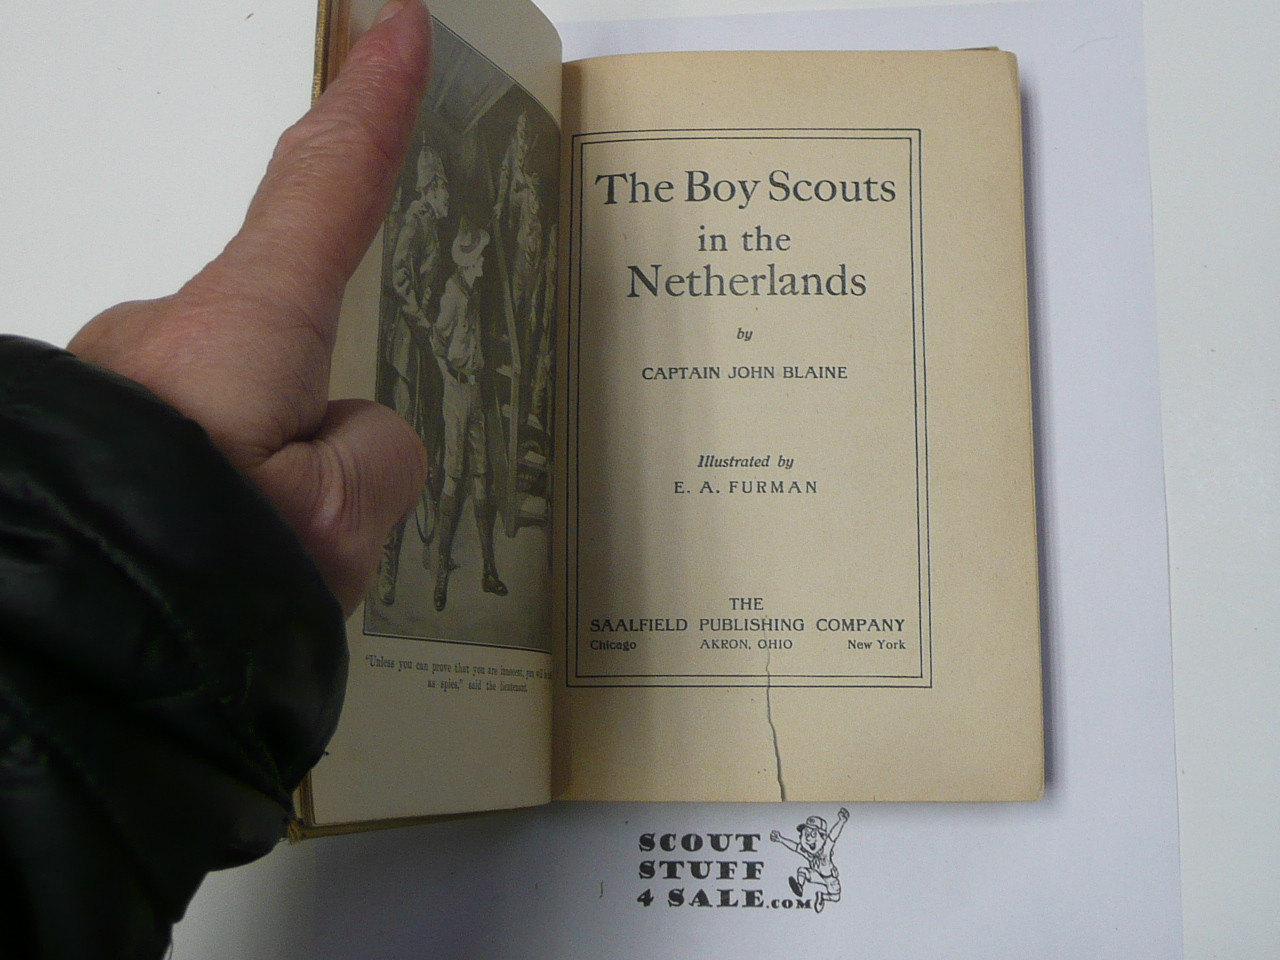 "Unless you can prove that you are innocent, you will be
as spies," said the lieutenant.
The Boy Scouts
in the
Netherlands
by
CAPTAIN JOHN BLAINE
Illustrated by
E. A. FURMAN
THE
SAALFIELD PUBLISHING COMPANY
Chicago AKRON, OHIO New York
SCOUT
STUFF
4 SALE.COM